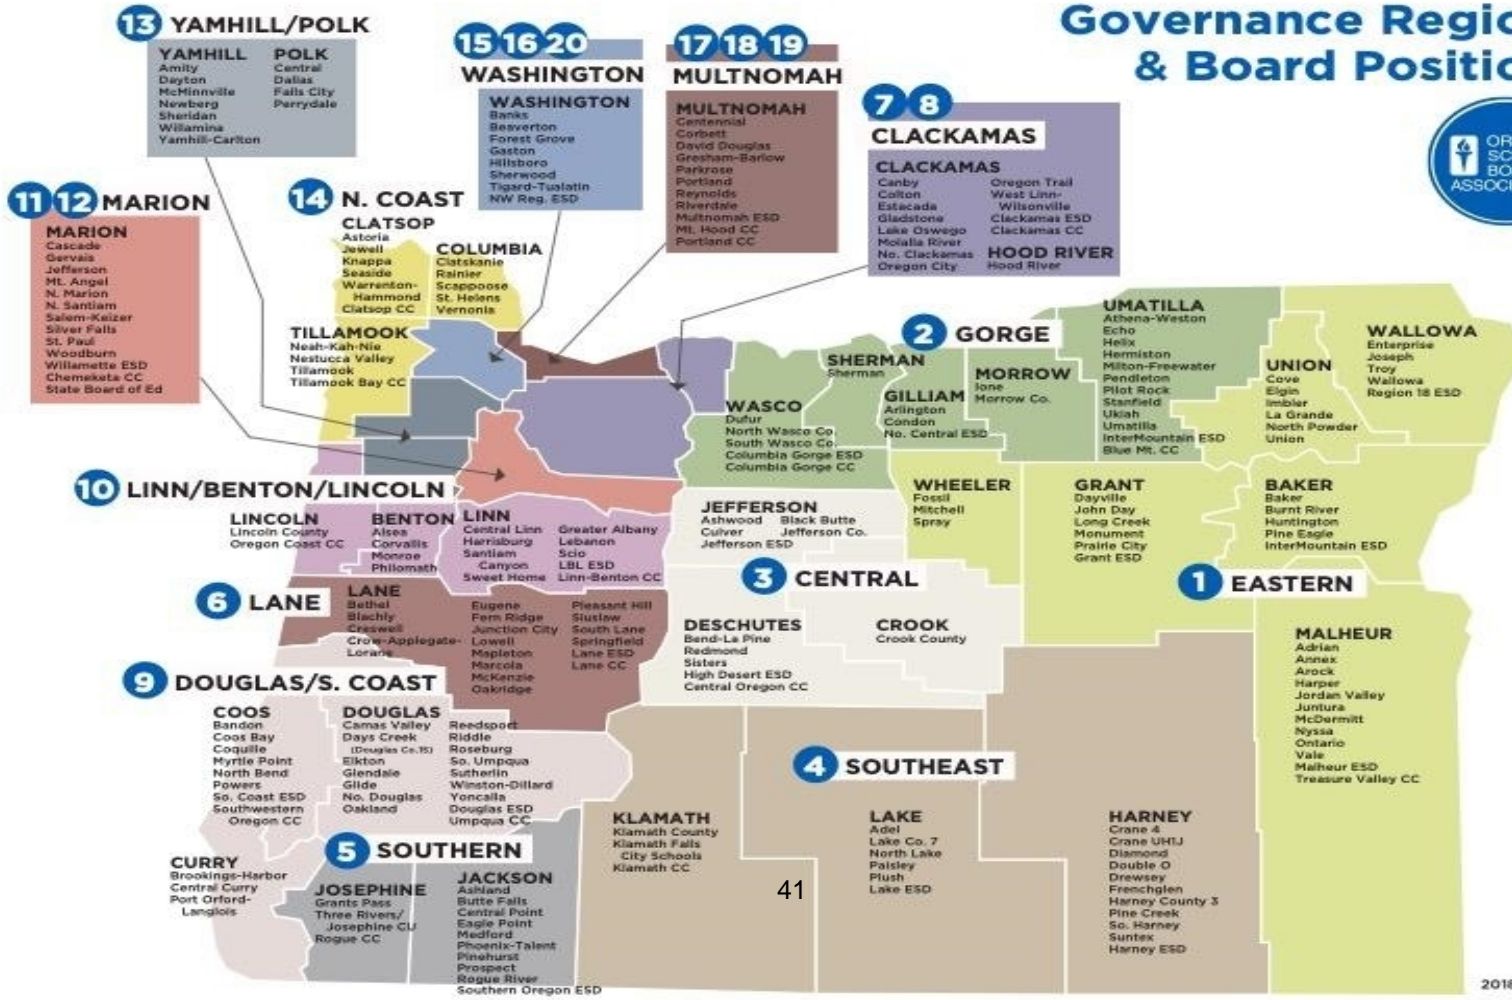 Governance Regio
& Board Positio
OR
SC
BO
ASSOCI
13 YAMHILL/POLK
YAMHILL
Amity
Dayton
McMinnville
Newberg
Sheridan
Willamina
Yamhill-Carlton
POLK
Central
Dallas
Falls City
Perrydale
15 16 20
WASHINGTON
WASHINGTON
Banks
Beaverton
Forest Grove
Gaston
Hillsboro
Sherwood
Tigard-Tualatin
NW Reg. ESD
17 18 19
MULTNOMAH
MULTNOMAH
Centennial
Corbett
David Douglas
Gresham-Barlow
Parkrose
Portland
Reynolds
Riverdale
Multnomah ESD
Mt. Hood CC
Portland CC
7 8
CLACKAMAS
CLACKAMAS
Canby
Colton
Estacada
Gladstone
Lake Oswego
Molalla River
No. Clackamas
Oregon City
Oregon Trail
West Linn-
Wilsonville
Clackamas ESD
Clackamas CC
HOOD RIVER
Hood River
11 12 MARION
MARION
Cascade
Gervais
Jefferson
Mt. Angel
N. Marion
N. Santiam
Salem-Keizer
Silver Falls
St. Paul
Woodburn
Willamette ESD
Chemeketa CC
State Board of Ed
14 N. COAST
CLATSOP
Astoria
Jewell
Knappa
Seaside
Warrenton-
Hammond
Clatsop CC
COLUMBIA
Clatskanie
Rainier
Scappoose
St. Helens
Vernonia
TILLAMOOK
Neah-Kah-Nie
Nestucca Valley
Tillamook
Tillamook Bay CC
2 GORGE
SHERMAN
Sherman
WASCO
Dufur
North Wasco Co.
South Wasco Co.
Columbia Gorge ESD
Columbia Gorge CC
GILLIAM
Arlington
Condon
No. Central ESD
MORROW
Ione
Morrow Co.
UMATILLA
Athena-Weston
Echo
Helix
Hermiston
Milton-Freewater
Pendleton
Pilot Rock
Stanfield
Ukiah
Umatilla
InterMountain ESD
Blue Mt. CC
UNION
Cove
Elgin
Imbler
La Grande
North Powder
Union
WALLOWA
Enterprise
Joseph
Troy
Wallowa
Region 18 ESD
10 LINN/BENTON/LINCOLN
LINCOLN
Lincoln County
Oregon Coast CC
BENTON
Alsea
Corvallis
Monroe
Philomath
LINN
Central Linn
Harrisburg
Santiam
Canyon
Sweet Home
Greater Albany
Lebanon
Scio
LBL ESD
Linn-Benton CC
JEFFERSON
Ashwood
Culver
Jefferson ESD
Black Butte
Jefferson Co.
WHEELER
Fossil
Mitchell
Spray
GRANT
Dayville
John Day
Long Creek
Monument
Prairie City
Grant ESD
BAKER
Baker
Burnt River
Huntington
Pine Eagle
InterMountain ESD
3 CENTRAL
1 EASTERN
6 LANE
LANE
Bethel
Blachly
Creswell
Crow-Applegate-
Lorane
Eugene
Fern Ridge
Junction City
Lowell
Mapleton
Marcola
McKenzie
Oakridge
Pleasant Hill
Siuslaw
South Lane
Springfield
Lane ESD
Lane CC
DESCHUTES
Bend-La Pine
Redmond
Sisters
High Desert ESD
Central Oregon CC
CROOK
Crook County
MALHEUR
Adrian
Annex
Arock
Harper
Jordan Valley
Juntura
McDermitt
Nyssa
Ontario
Vale
Malheur ESD
Treasure Valley CC
9 DOUGLAS/S. COAST
COOS
Bandon
Coos Bay
Coquille
Myrtle Point
North Bend
Powers
So. Coast ESD
Southwestern
Oregon CC
DOUGLAS
Camas Valley
Days Creek
(Douglas Co. 15)
Elkton
Glendale
Glide
No. Douglas
Oakland
Reedsport
Riddle
Roseburg
So. Umpqua
Sutherlin
Winston-Dillard
Yoncalla
Douglas ESD
Umpqua CC
4 SOUTHEAST
KLAMATH
Klamath County
Klamath Falls
City Schools
Klamath CC
LAKE
Adel
Lake Co. 7
North Lake
Paisley
Plush
Lake ESD
HARNEY
Crane 4
Crane UH1J
Diamond
Double O
Drewsey
Frenchglen
Harney County 3
Pine Creek
So. Harney
Suntex
Harney ESD
5 SOUTHERN
CURRY
Brookings-Harbor
Central Curry
Port Orford-
Langlois
JOSEPHINE
Grants Pass
Three Rivers/
Josephine CU
Rogue CC
JACKSON
Ashland
Butte Falls
Central Point
Eagle Point
Medford
Phoenix-Talent
Pinehurst
Prospect
Rogue River
Southern Oregon ESD
41
2018